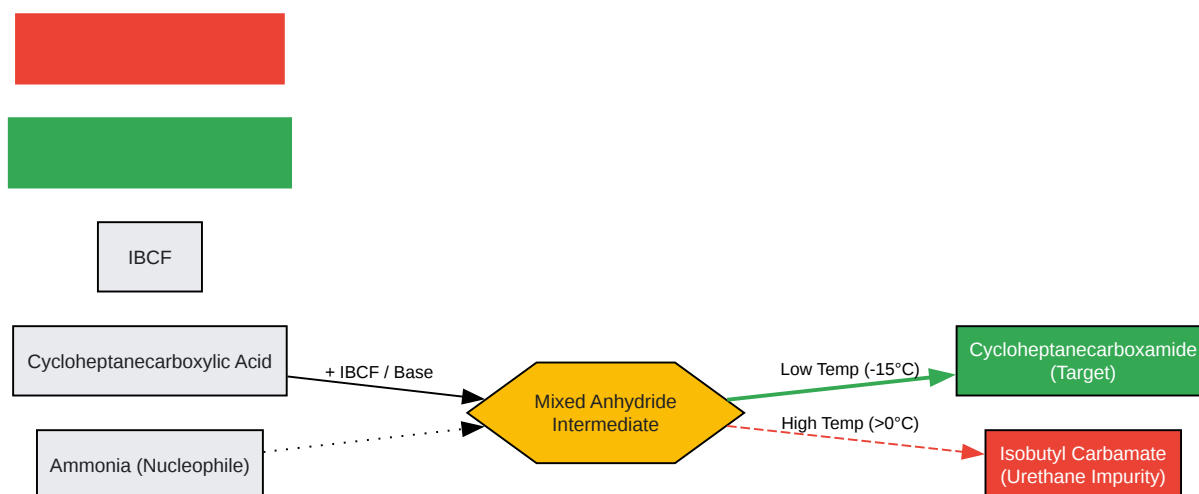 IBCF
Cycloheptanecarboxylic Acid
+ IBCF / Base
Ammonia (Nucleophile)
Mixed Anhydride
Intermediate
Low Temp (-15°C)
High Temp (>0°C)
Cycloheptanecarboxamide
(Target)
Isobutyl Carbamate
(Urethane Impurity)